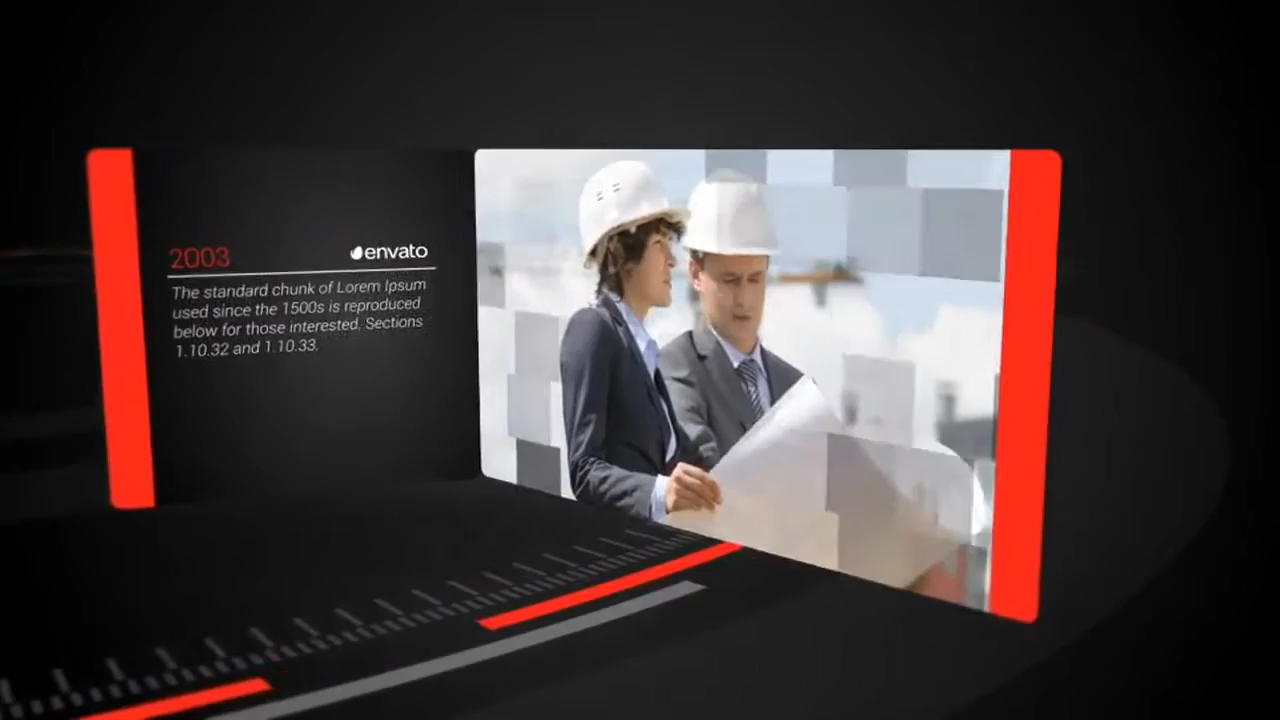 2003
envato
The standard chunk of Lorem Ipsum
used since the 1500s is reproduced
below for those interested. Sections
1.10.32 and 1.10.33.